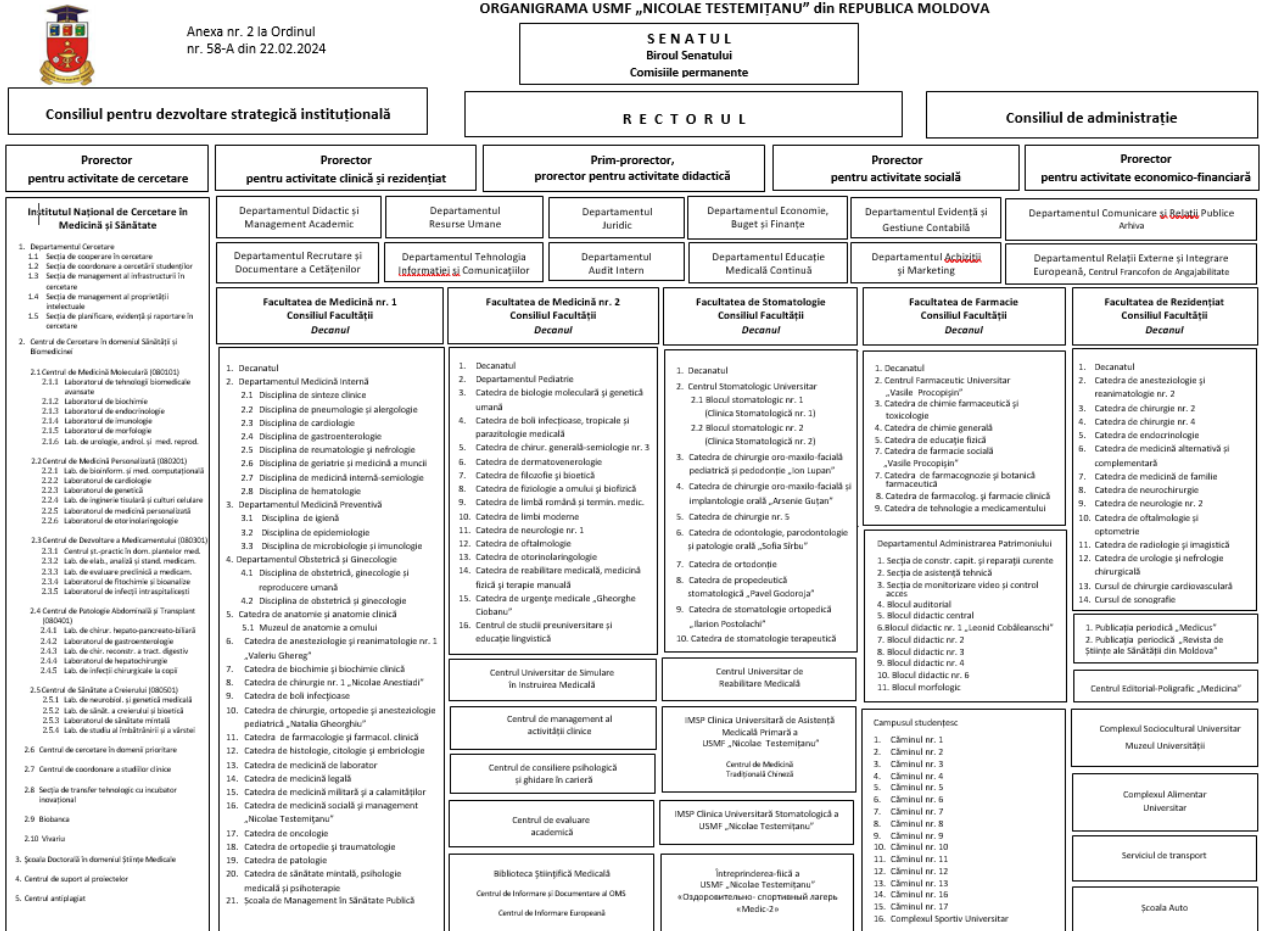 ORGANIGRAMA USMF „NICOLAE TESTEMIȚANU” din REPUBLICA MOLDOVA
Anexa nr. 2 la Ordinul
nr. 58-A din 22.02.2024
S E N A T U L
Biroul Senatului
Comisiile permanente
Consiliul pentru dezvoltare strategică instituțională
R E C T O R U L
Consiliul de administrație
Prorector
pentru activitate de cercetare
Prorector
pentru activitate clinică și rezidențiat
Prim-prorector,
prorector pentru activitate didactică
Prorector
pentru activitate socială
Prorector
pentru activitate economico-financiară
Institutul Național de Cercetare în
Medicină și Sănătate
1. Departamentul Cercetare
1.1 Secția de cooperare în cercetare
1.2 Secția de coordonare a cercetării studenților
1.3 Secția de management al infrastructurii în
cercetare
1.4 Secția de management al proprietății
intelectuale
1.5 Secția de planificare, evidență și raportare în
cercetare
2. Centrul de Cercetare în domeniul Sănătății și
Biomedicinei
2.1 Centrul de Medicină Moleculară (080101)
2.1.1 Laboratorul de tehnologii biomedicale
avansate
2.1.2 Laboratorul de biochimie
2.1.3 Laboratorul de endocrinologie
2.1.4 Laboratorul de imunologie
2.1.5 Laboratorul de morfologie
2.1.6 Lab. de urologie, androl. și med. reprod.
2.2 Centrul de Medicină Personalizată (080201)
2.2.1 Lab. de bioinform. și med. computațională
2.2.2 Laboratorul de cardiologie
2.2.3 Laboratorul de genetică
2.2.4 Lab. de inginerie tisulară și culturi celulare
2.2.5 Laboratorul de medicină personalizată
2.2.6 Lab. de otorinolaringologie
2.3 Centrul de Dezvoltare a Medicamentului (080301)
2.3.1 Centrul șt.-practic în dom. plantelor med.
2.3.2 Lab. de elab., analiză și stand. medicam.
2.3.3 Lab. de evaluare preclinică a medicam.
2.3.4 Laboratorul de fitochimie și bioanalize
2.3.5 Laboratorul de infecții intraspitalicești
2.4 Centrul de Patologie Abdominală și Transplant
(080401)
2.4.1 Lab. de chirur. hepato-pancreato-biliară
2.4.2 Laboratorul de gastroenterologie
2.4.3 Lab. de chir. reconstr. a tract. digestiv
2.4.4 Laboratorul de hepatochirurgie
2.4.5 Lab. de infecții chirurgicale la copii
2.5 Centrul de Sănătate a Creierului (080501)
2.5.1 Lab. de neurobiol. și genetică medicală
2.5.2 Lab. de sănăt. a creierului și bioetică
2.5.3 Laboratorul de sănătate mintală
2.5.4 Lab. de studiu al îmbătrânirii și a vârstei
2.6 Centrul de cercetare în domenii prioritare
2.7 Centrul de coordonare a studiilor clinice
2.8 Secția de transfer tehnologic cu incubator
inovațional
2.9 Biobanca
2.10 Vivariu
3. Școala Doctorală în domeniul Științe Medicale
4. Centrul de suport al proiectelor
5. Centrul antiplagiat
Departamentul Didactic și
Management Academic
Departamentul
Resurse Umane
Departamentul
Juridic
Departamentul Economie,
Buget și Finanțe
Departamentul Evidență și
Gestiune Contabilă
Departamentul Comunicare și Relații Publice
Arhiva
Departamentul Recrutare și
Documentare a Cetățenilor
Departamentul Tehnologia
Informației și Comunicațiilor
Departamentul
Audit Intern
Departamentul Educație
Medicală Continuă
Departamentul Achiziții
și Marketing
Departamentul Relații Externe și Integrare
Europeană, Centrul Francofon de Angajabilitate
Facultatea de Medicină nr. 1
Consiliul Facultății
Decanul
Facultatea de Medicină nr. 2
Consiliul Facultății
Decanul
Facultatea de Stomatologie
Consiliul Facultății
Decanul
Facultatea de Farmacie
Consiliul Facultății
Decanul
Facultatea de Rezidențiat
Consiliul Facultății
Decanul
1. Decanatul
2. Departamentul Medicină Internă
2.1 Disciplina de sinteze clinice
2.2 Disciplina de pneumologie și alergologie
2.3 Disciplina de cardiologie
2.4 Disciplina de gastroenterologie
2.5 Disciplina de reumatologie și nefrologie
2.6 Disciplina de geriatrie și medicină a muncii
2.7 Disciplina de medicină internă-semiologie
2.8 Disciplina de hematologie
3. Departamentul Medicină Preventivă
3.1 Disciplina de igienă
3.2 Disciplina de epidemiologie
3.3 Disciplina de microbiologie și imunologie
4. Departamentul Obstetrică și Ginecologie
4.1 Disciplina de obstetrică, ginecologie și
reproducere umană
4.2 Disciplina de obstetrică și ginecologie
5. Catedra de anatomie și anatomie clinică
5.1 Muzeul de anatomie a omului
6. Catedra de anesteziologie și reanimatologie nr. 1
„Valeriu Ghereg”
7. Catedra de biochimie și biochimie clinică
8. Catedra de chirurgie nr. 1 „Nicolae Anestiadi”
9. Catedra de boli infecțioase
10. Catedra de chirurgie, ortopedie și anesteziologie
pediatrică „Natalia Gheorghiu”
11. Catedra de farmacologie și farmacol. clinică
12. Catedra de histologie, citologie și embriologie
13. Catedra de medicină de laborator
14. Catedra de medicină legală
15. Catedra de medicină militară și a calamităților
16. Catedra de medicină socială și management
„Nicolae Testemițanu”
17. Catedra de oncologie
18. Catedra de ortopedie și traumatologie
19. Catedra de patologie
20. Catedra de sănătate mintală, psihologie
medicală și psihoterapie
21. Școala de Management în Sănătate Publică
1. Decanatul
2. Departamentul Pediatrie
3. Catedra de biologie moleculară și genetică
umană
4. Catedra de boli infecțioase, tropicale și
parazitologie medicală
5. Catedra de chirur. generală-semiologie nr. 3
6. Catedra de dermatovenerologie
7. Catedra de filosofie și bioetică
8. Catedra de fiziologie a omului și biofizică
9. Catedra de limbă română și termin. medic.
10. Catedra de limbi moderne
11. Catedra de neurologie nr. 1
12. Catedra de oftalmologie
13. Catedra de otorinolaringologie
14. Catedra de reabilitare medicală, medicină
fizică și terapie manuală
15. Catedra de urgențe medicale „Gheorghe
Ciobanu”
16. Centrul de studii preuniversitare și
educație lingvistică
Centrul Universitar de Simulare
în Instruirea Medicală
Centrul de management al
activității clinice
Centrul de consiliere psihologică
și ghidare în carieră
Centrul de evaluare
academică
Biblioteca Științifică Medicală
Centrul de Informare și Documentare al OMS
Centrul de Informare Europeană
1. Decanatul
2. Centrul Stomatologic Universitar
2.1 Blocul stomatologic nr. 1
(Clinica Stomatologică nr. 1)
2.2 Blocul stomatologic nr. 2
(Clinica Stomatologică nr. 2)
3. Catedra de chirurgie oro-maxilo-facială
pediatrică și pedodonție „Ion Lupan”
4. Catedra de chirurgie oro-maxilo-facială și
implantologie orală „Arsenie Guțan”
5. Catedra de chirurgie nr. 5
6. Catedra de odontologie, parodontologie
și patologie orală „Sofia Sîrbu”
7. Catedra de ortodonție
8. Catedra de propedeutică
stomatologică „Pavel Godoroja”
9. Catedra de stomatologie ortopedică
„Ilarion Postolachi”
10. Catedra de stomatologie terapeutică
Centrul Universitar de
Reabilitare Medicală
IMSP Clinica Universitară de Asistență
Medicală Primară a
USMF „Nicolae Testemițanu”
Centrul de Medicină
Tradițională Chineză
IMSP Clinica Universitară Stomatologică a
USMF „Nicolae Testemițanu”
Întreprinderea-fiică a
USMF „Nicolae Testemițanu”
«Оздоровительно- спортивный лагерь
«Medic-2»
1. Decanatul
2. Centrul Farmaceutic Universitar
„Vasile Procopișin”
3. Catedra de chimie farmaceutică și
toxicologie
4. Catedra de chimie generală
5. Catedra de educație fizică
7. Catedra de farmacie socială
„Vasile Procopișin”
7. Catedra de farmacognozie și botanică
farmaceutică
8. Catedra de farmacolog. și farmacie clinică
9. Catedra de tehnologie a medicamentului
Departamentul Administrarea Patrimoniului
1. Secția de constr. capit. și reparații curente
2. Secția de asistență tehnică
3. Secția de monitorizare video și control
acces
4. Blocul auditorial
5. Blocul didactic central
6.Blocul didactic nr. 1 „Leonid Cobâleanschi”
7. Blocul didactic nr. 2
8. Blocul didactic nr. 3
9. Blocul didactic nr. 4
10. Blocul didactic nr. 6
11. Blocul morfologic
Campusul studențesc
1. Căminul nr. 1
2. Căminul nr. 2
3. Căminul nr. 3
4. Căminul nr. 4
5. Căminul nr. 5
6. Căminul nr. 6
7. Căminul nr. 7
8. Căminul nr. 8
9. Căminul nr. 9
10. Căminul nr. 10
11. Căminul nr. 11
12. Căminul nr. 12
13. Căminul nr. 13
14. Căminul nr. 16
15. Căminul nr. 17
16. Complexul Sportiv Universitar
1. Decanatul
2. Catedra de anesteziologie și
reanimatologie nr. 2
3. Catedra de chirurgie nr. 2
4. Catedra de chirurgie nr. 4
5. Catedra de endocrinologie
6. Catedra de medicină alternativă și
complementară
7. Catedra de medicină de familie
8. Catedra de neurochirurgie
9. Catedra de neurologie nr. 2
10. Catedra de oftalmologie și
optometrie
11. Catedra de radiologie și imagistică
12. Catedra de urologie și nefrologie
chirurgicală
13. Cursul de chirurgie cardiovasculară
14. Cursul de sonografie
1. Publicația periodică „Medicus”
2. Publicația periodică „Revista de
Științe ale Sănătății din Moldova”
Centrul Editorial-Poligrafic „Medicina”
Complexul Sociocultural Universitar
Muzeul Universității
Complexul Alimentar
Universitar
Serviciul de transport
Școala Auto